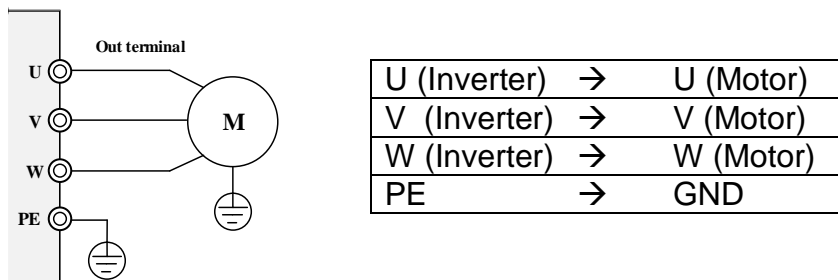 Out terminal
U
V
W
PE
M
U (Inverter) → U (Motor)
V (Inverter) → V (Motor)
W (Inverter) → W (Motor)
PE → GND